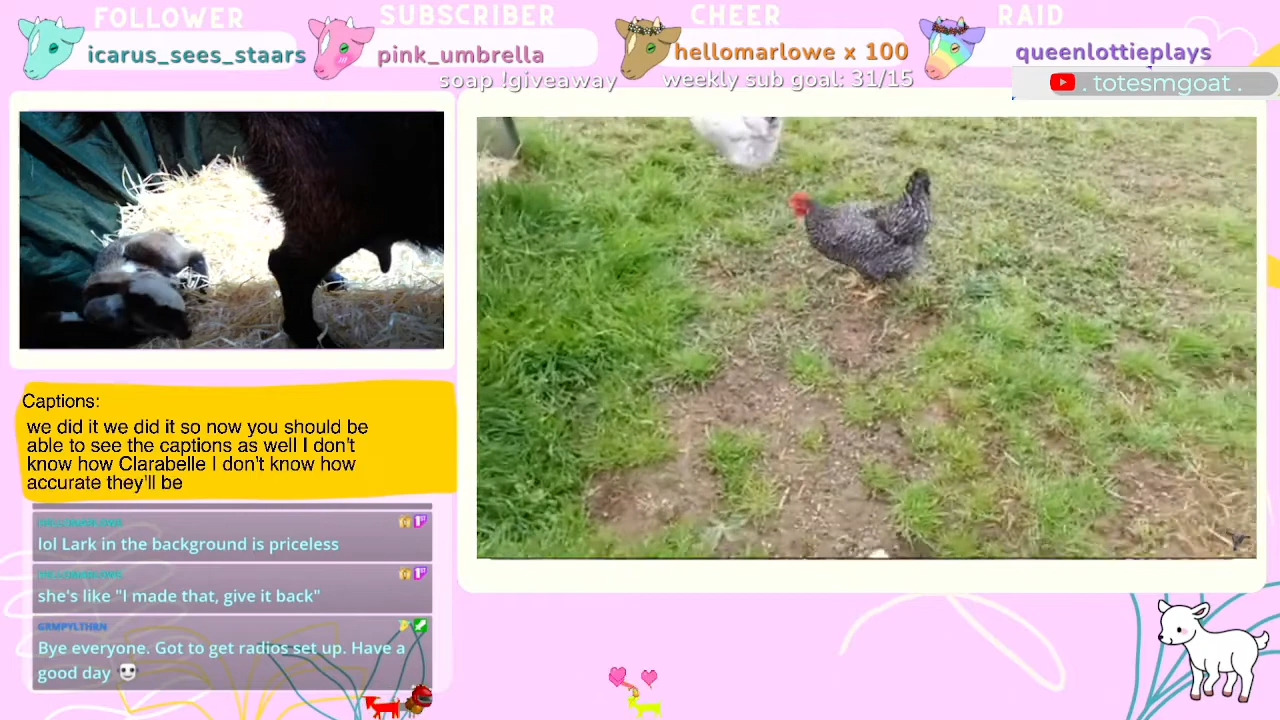 FOLLOWER
icarus_sees_staars
SUBSCRIBER
pink_umbrella
CHEER
hellomarlowe x 100
RAID
queenlottieplays
soap !giveaway
weekly sub goal: 31/15
. totesmgoat .
Captions:
we did it we did it so now you should be
able to see the captions as well I don't
know how Clarabelle I don't know how
accurate they'll be
HELLOMARLOWE
lol Lark in the background is priceless
HELLOMARLOWE
she's like "I made that, give it back"
GRMPYLTHRN
Bye everyone. Got to get radios set up. Have a
good day